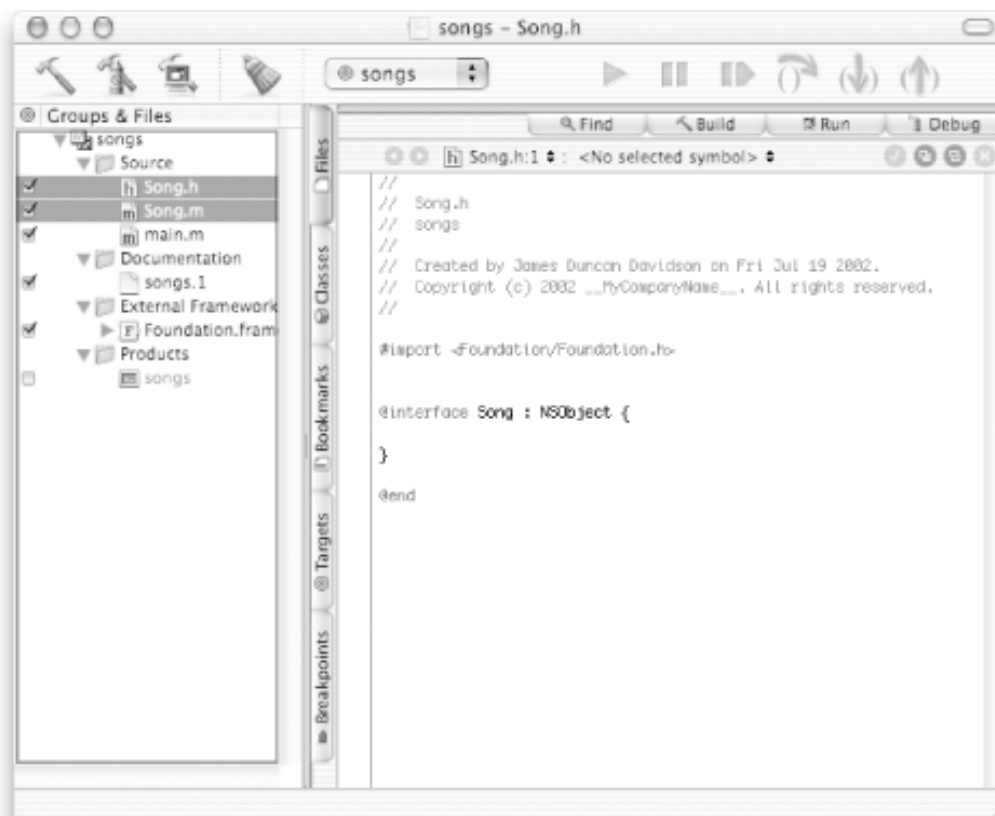 songs – Song.h
songs
Groups & Files
songs
Source
Song.h
Song.m
main.m
Documentation
songs.1
External Framework
Foundation.fram
Products
songs
Files
Classes
Bookmarks
Targets
Breakpoints
Find
Build
Run
Debug
Song.h:1 : <No selected symbol>
//
// Song.h
// songs
//
// Created by James Duncan Davidson on Fri Jul 19 2002.
// Copyright (c) 2002 __MyCompanyName__. All rights reserved.
//
#import <Foundation/Foundation.h>
@interface Song : NSObject {
}
@end